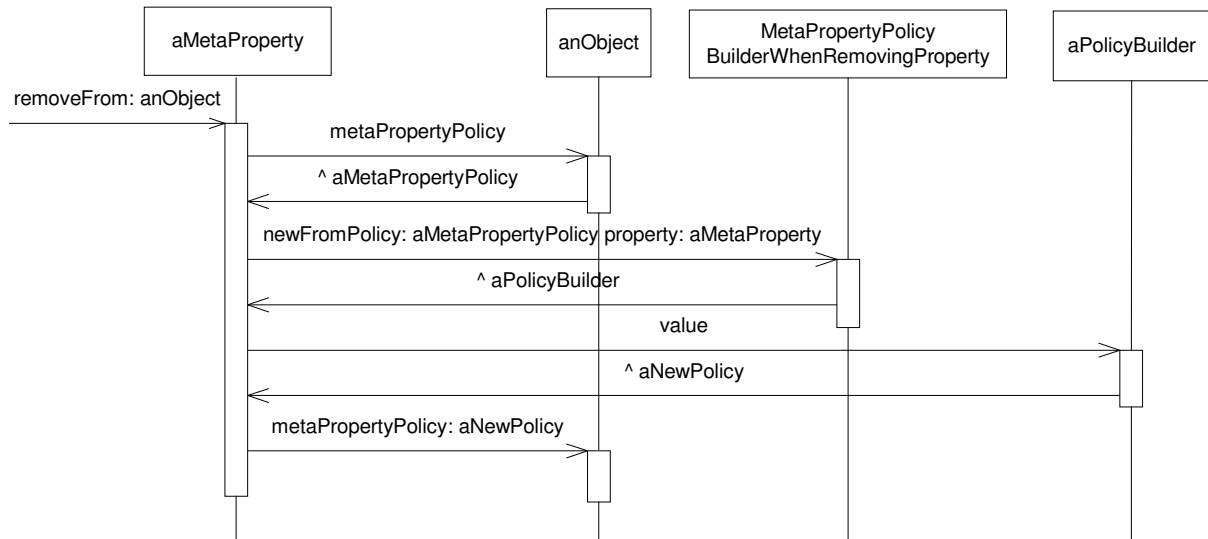 aMetaProperty
anObject
MetaPropertyPolicy
BuilderWhenRemovingProperty
aPolicyBuilder
removeFrom: anObject
metaPropertyPolicy
^ aMetaPropertyPolicy
newFromPolicy: aMetaPropertyPolicy property: aMetaProperty
^ aPolicyBuilder
value
^ aNewPolicy
metaPropertyPolicy: aNewPolicy